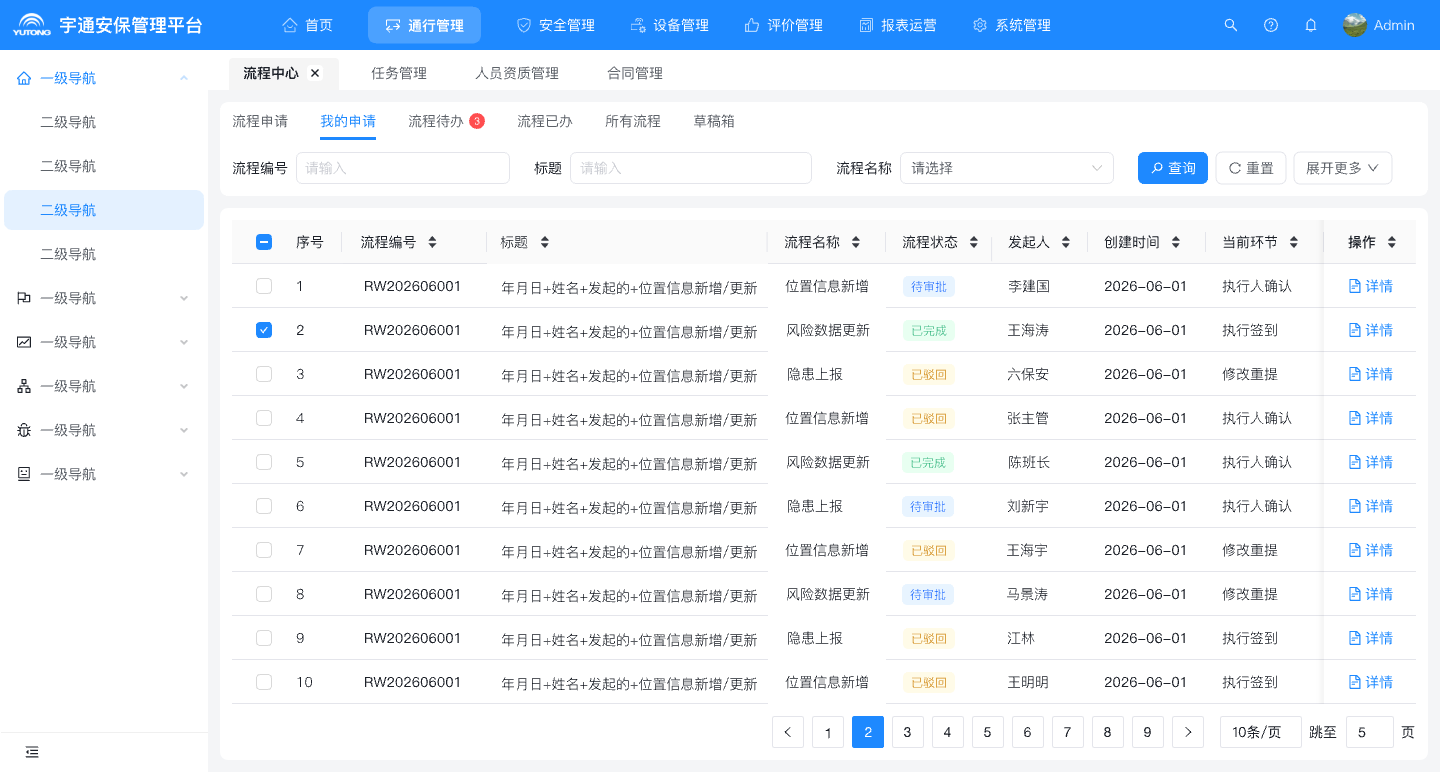 YUTONG 宇通安保管理平台 首页 通行管理 安全管理 设备管理 评价管理 报表运营 系统管理 Admin
一级导航
二级导航
二级导航
二级导航
二级导航
一级导航
一级导航
一级导航
一级导航
一级导航
流程中心 任务管理 人员资质管理 合同管理
流程申请 我的申请 流程待办 3 流程已办 所有流程 草稿箱
流程编号 请输入 标题 请输入 流程名称 请选择 查询 重置 展开更多
序号 流程编号 标题 流程名称 流程状态 发起人 创建时间 当前环节 操作
1 RW202606001 年月日+姓名+发起的+位置信息新增/更新 位置信息新增 待审批 李建国 2026-06-01 执行人确认 详情
2 RW202606001 年月日+姓名+发起的+位置信息新增/更新 风险数据更新 已完成 王海涛 2026-06-01 执行签到 详情
3 RW202606001 年月日+姓名+发起的+位置信息新增/更新 隐患上报 已驳回 六保安 2026-06-01 修改重提 详情
4 RW202606001 年月日+姓名+发起的+位置信息新增/更新 位置信息新增 已驳回 张主管 2026-06-01 执行人确认 详情
5 RW202606001 年月日+姓名+发起的+位置信息新增/更新 风险数据更新 已完成 陈班长 2026-06-01 执行人确认 详情
6 RW202606001 年月日+姓名+发起的+位置信息新增/更新 隐患上报 待审批 刘新宇 2026-06-01 执行人确认 详情
7 RW202606001 年月日+姓名+发起的+位置信息新增/更新 位置信息新增 已驳回 王海宇 2026-06-01 修改重提 详情
8 RW202606001 年月日+姓名+发起的+位置信息新增/更新 风险数据更新 待审批 马景涛 2026-06-01 修改重提 详情
9 RW202606001 年月日+姓名+发起的+位置信息新增/更新 隐患上报 已驳回 江林 2026-06-01 执行签到 详情
10 RW202606001 年月日+姓名+发起的+位置信息新增/更新 位置信息新增 已驳回 王明明 2026-06-01 执行签到 详情
1 2 3 4 5 6 7 8 9 10条/页 跳至 5 页